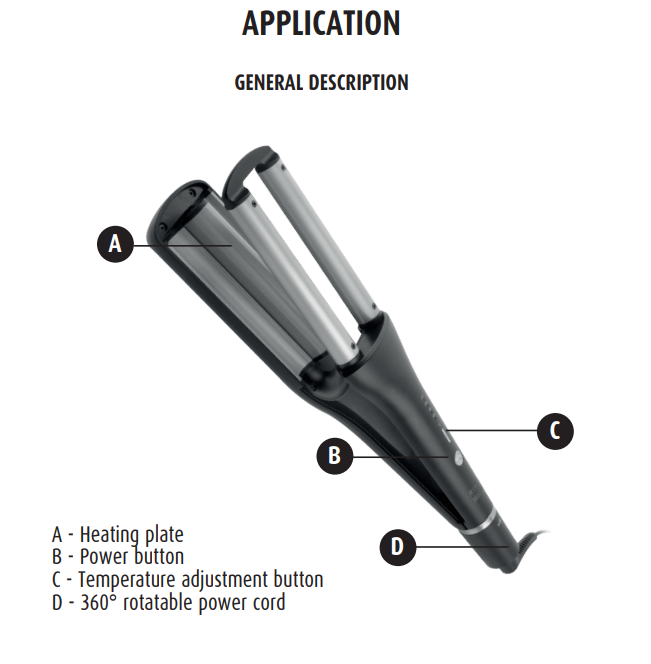 APPLICATION
GENERAL DESCRIPTION
A
C
B
D
A - Heating plate
B - Power button
C - Temperature adjustment button
D - 360° rotatable power cord